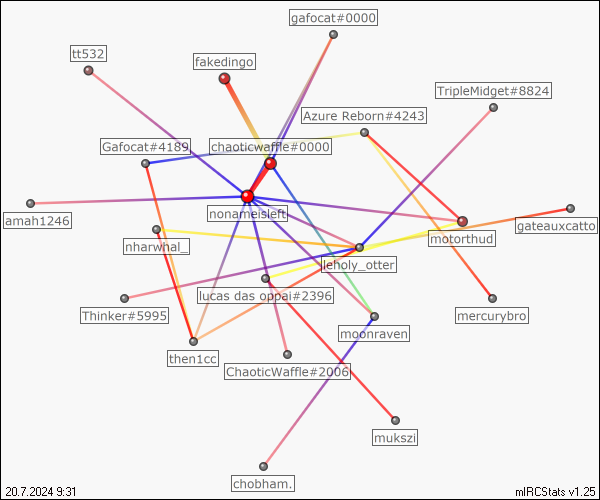 gafocat#0000
tt532
fakedingo
TripleMidget#8824
Azure Reborn#4243
Gafocat#4189
chaoticwaffle#0000
amah1246
nonameisleft
motorthud
gateauxcatto
nharwhal_
leholy_otter
lucas das oppai#2396
Thinker#5995
mercurybro
moonraven
then1cc
ChaoticWaffle#2006
mukszi
chobham.
20.7.2024 9:31
mIRCStats v1.25